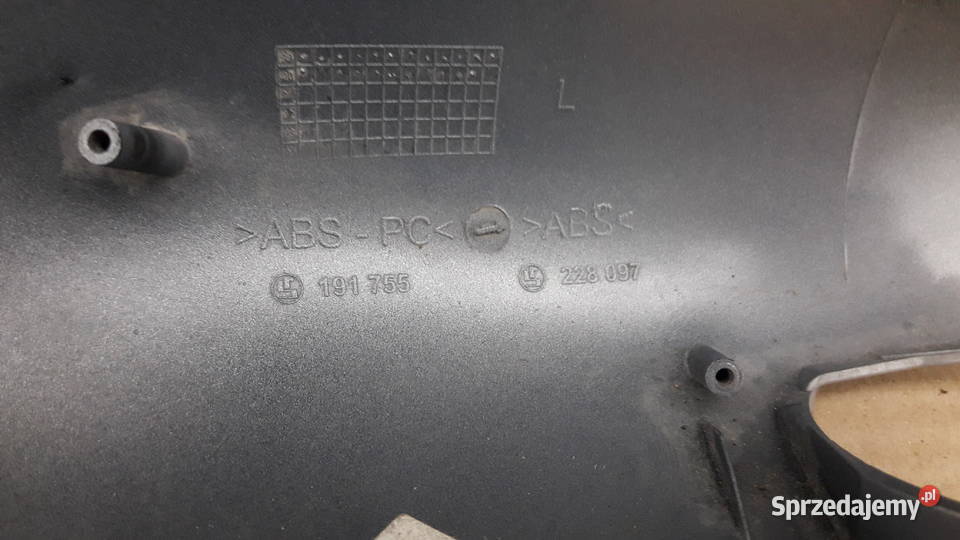 L
>ABS - PC< >ABS<
191 755 228 097
Sprzedajemy.pl